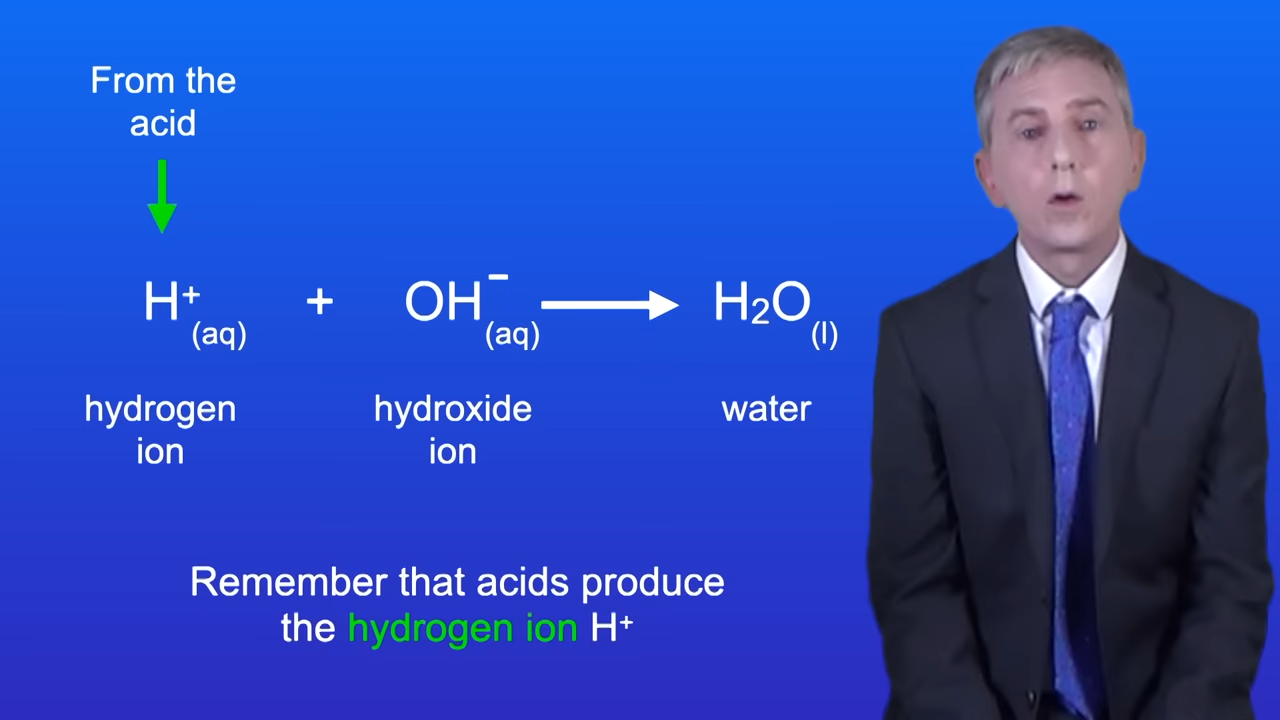 From the
acid
H⁺(aq) + OH⁻(aq) → H₂O(l)
hydrogen hydroxide water
ion ion
Remember that acids produce
the hydrogen ion H⁺